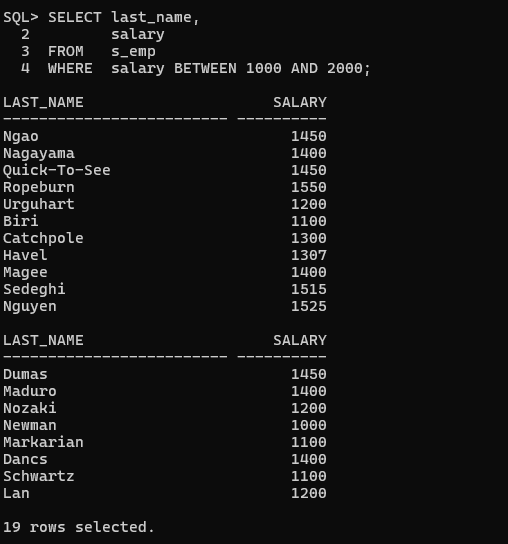 SQL> SELECT last_name,
  2         salary
  3  FROM   s_emp
  4  WHERE  salary BETWEEN 1000 AND 2000;

LAST_NAME                     SALARY
------------------------- ----------
Ngao                            1450
Nagayama                        1400
Quick-To-See                    1450
Ropeburn                        1550
Urguhart                        1200
Biri                            1100
Catchpole                       1300
Havel                           1307
Magee                           1400
Sedeghi                         1515
Nguyen                          1525

LAST_NAME                     SALARY
------------------------- ----------
Dumas                           1450
Maduro                          1400
Nozaki                          1200
Newman                          1000
Markarian                       1100
Dancs                           1400
Schwartz                        1100
Lan                             1200

19 rows selected.